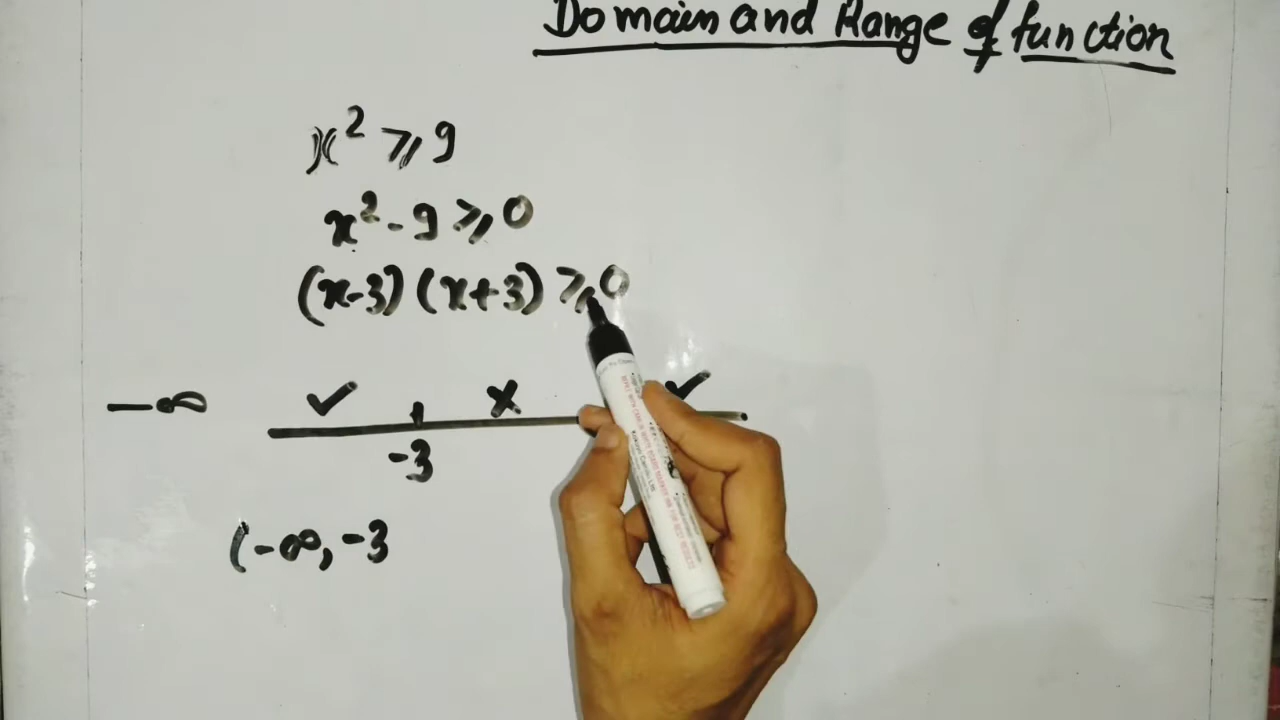 Domain and Range of function
x² ⩾ 9
x² - 9 ⩾ 0
(x-3) (x+3) ⩾ 0
-∞ ✓ × ✓
-3
(-∞, -3